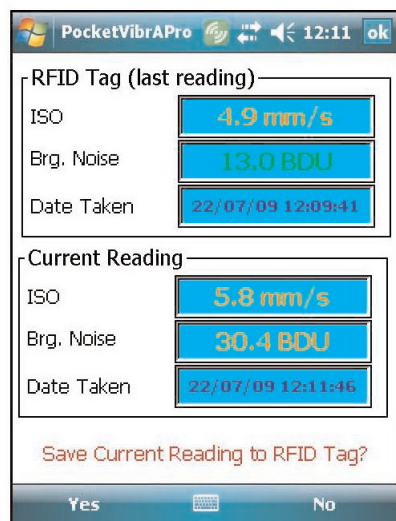 PocketVibrAPro 12:11 ok
RFID Tag (last reading)
ISO 4.9 mm/s
Brg. Noise 13.0 BDU
Date Taken 22/07/09 12:09:41
Current Reading
ISO 5.8 mm/s
Brg. Noise 30.4 BDU
Date Taken 22/07/09 12:11:46
Save Current Reading to RFID Tag?
Yes No